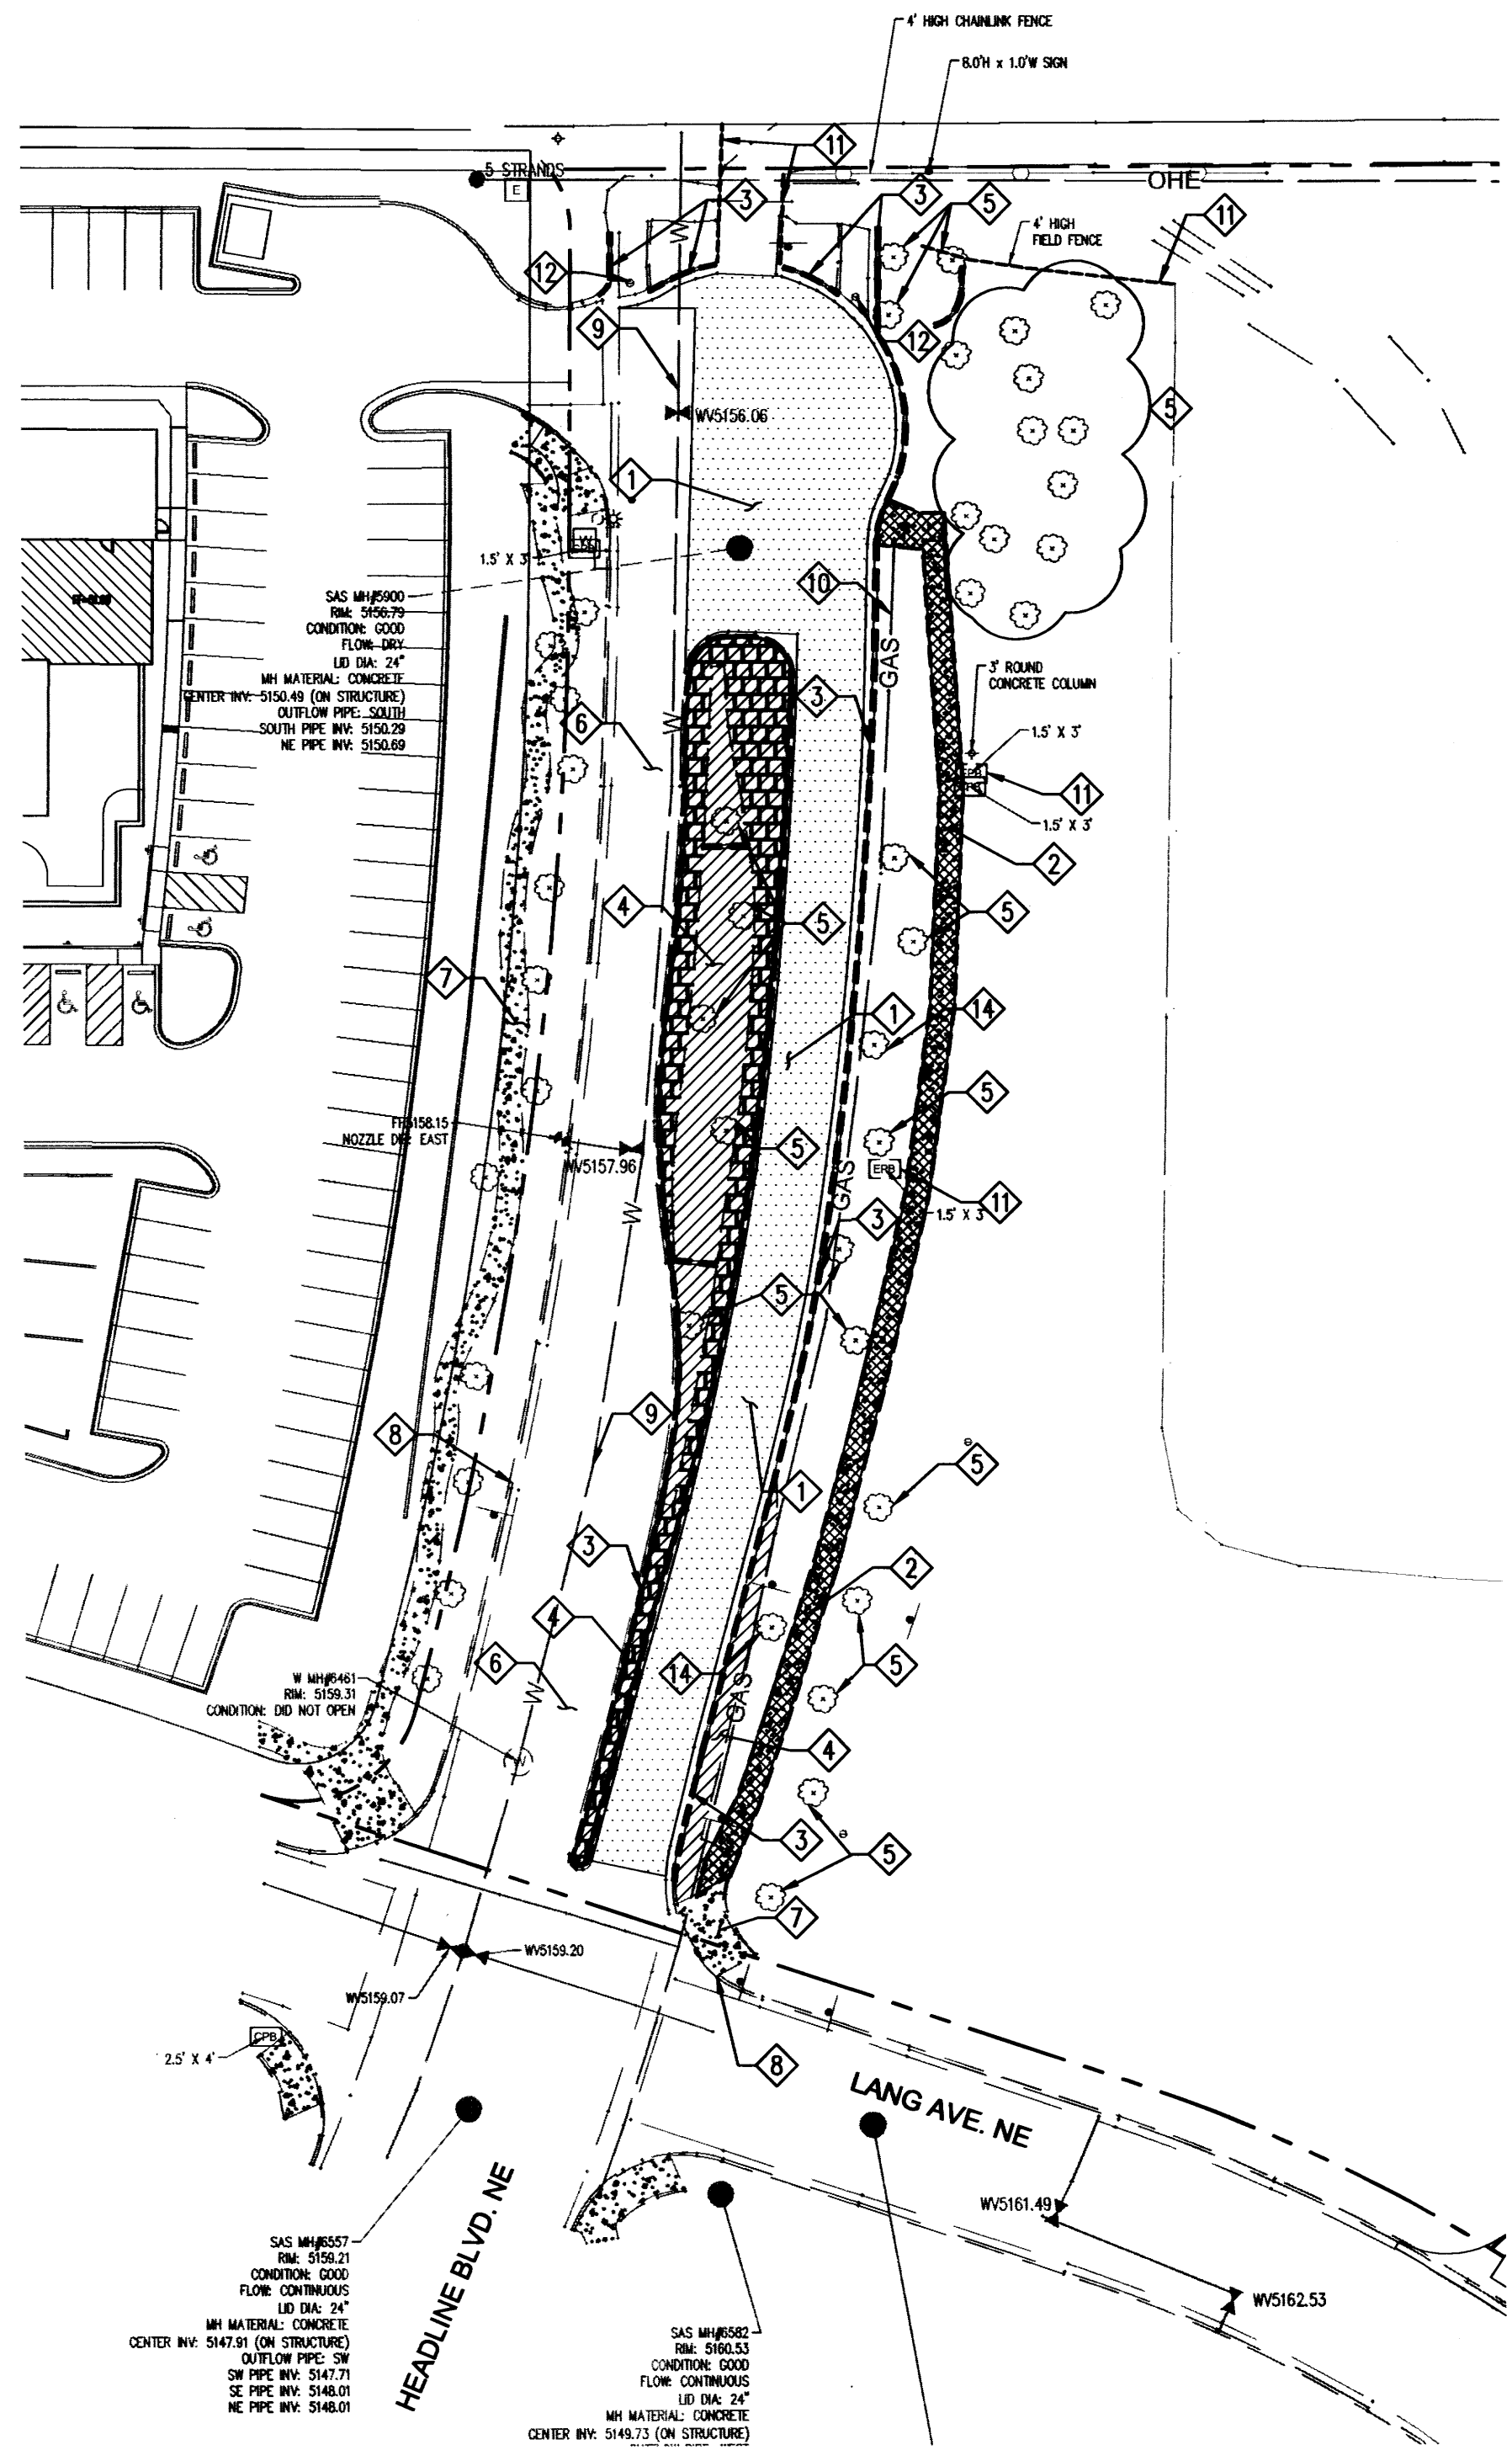 4' HIGH CHAINLINK FENCE
8.0'H x 1.0'W SIGN
11
5 STRANDS
E
OHE
3
3
5
11
4' HIGH
FIELD FENCE
12
9
12
WV5156.06
5
1
1.5' X 3'
W
10
SAS MH#5900
RIM: 5156.79
CONDITION: GOOD
FLOW: DRY
LID DIA: 24"
MH MATERIAL: CONCRETE
CENTER INV: 5150.49 (ON STRUCTURE)
OUTFLOW PIPE: SOUTH
SOUTH PIPE INV: 5150.29
NE PIPE INV: 5150.69
GAS
3' ROUND
CONCRETE COLUMN
3
6
W
1.5' X 3'
11
1.5' X 3'
2
4
5
5
7
1
14
5
FH5158.15
NOZZLE DIR: EAST
WV5157.96
5
GAS
EPB
11
1.5' X 3'
W
3
5
9
8
5
1
3
2
4
5
6
14
W MH#6461
RIM: 5159.31
CONDITION: DID NOT OPEN
W
GAS
4
W
3
5
7
WV5159.20
WV5159.07
CPB
2.5' X 4'
8
LANG AVE. NE
HEADLINE BLVD. NE
WV5161.49
WV5162.53
SAS MH#6557
RIM: 5159.21
CONDITION: GOOD
FLOW: CONTINUOUS
LID DIA: 24"
MH MATERIAL: CONCRETE
CENTER INV: 5147.91 (ON STRUCTURE)
OUTFLOW PIPE: SW
SW PIPE INV: 5147.71
SE PIPE INV: 5148.01
NE PIPE INV: 5148.01
SAS MH#6582
RIM: 5160.53
CONDITION: GOOD
FLOW: CONTINUOUS
LID DIA: 24"
MH MATERIAL: CONCRETE
CENTER INV: 5149.73 (ON STRUCTURE)